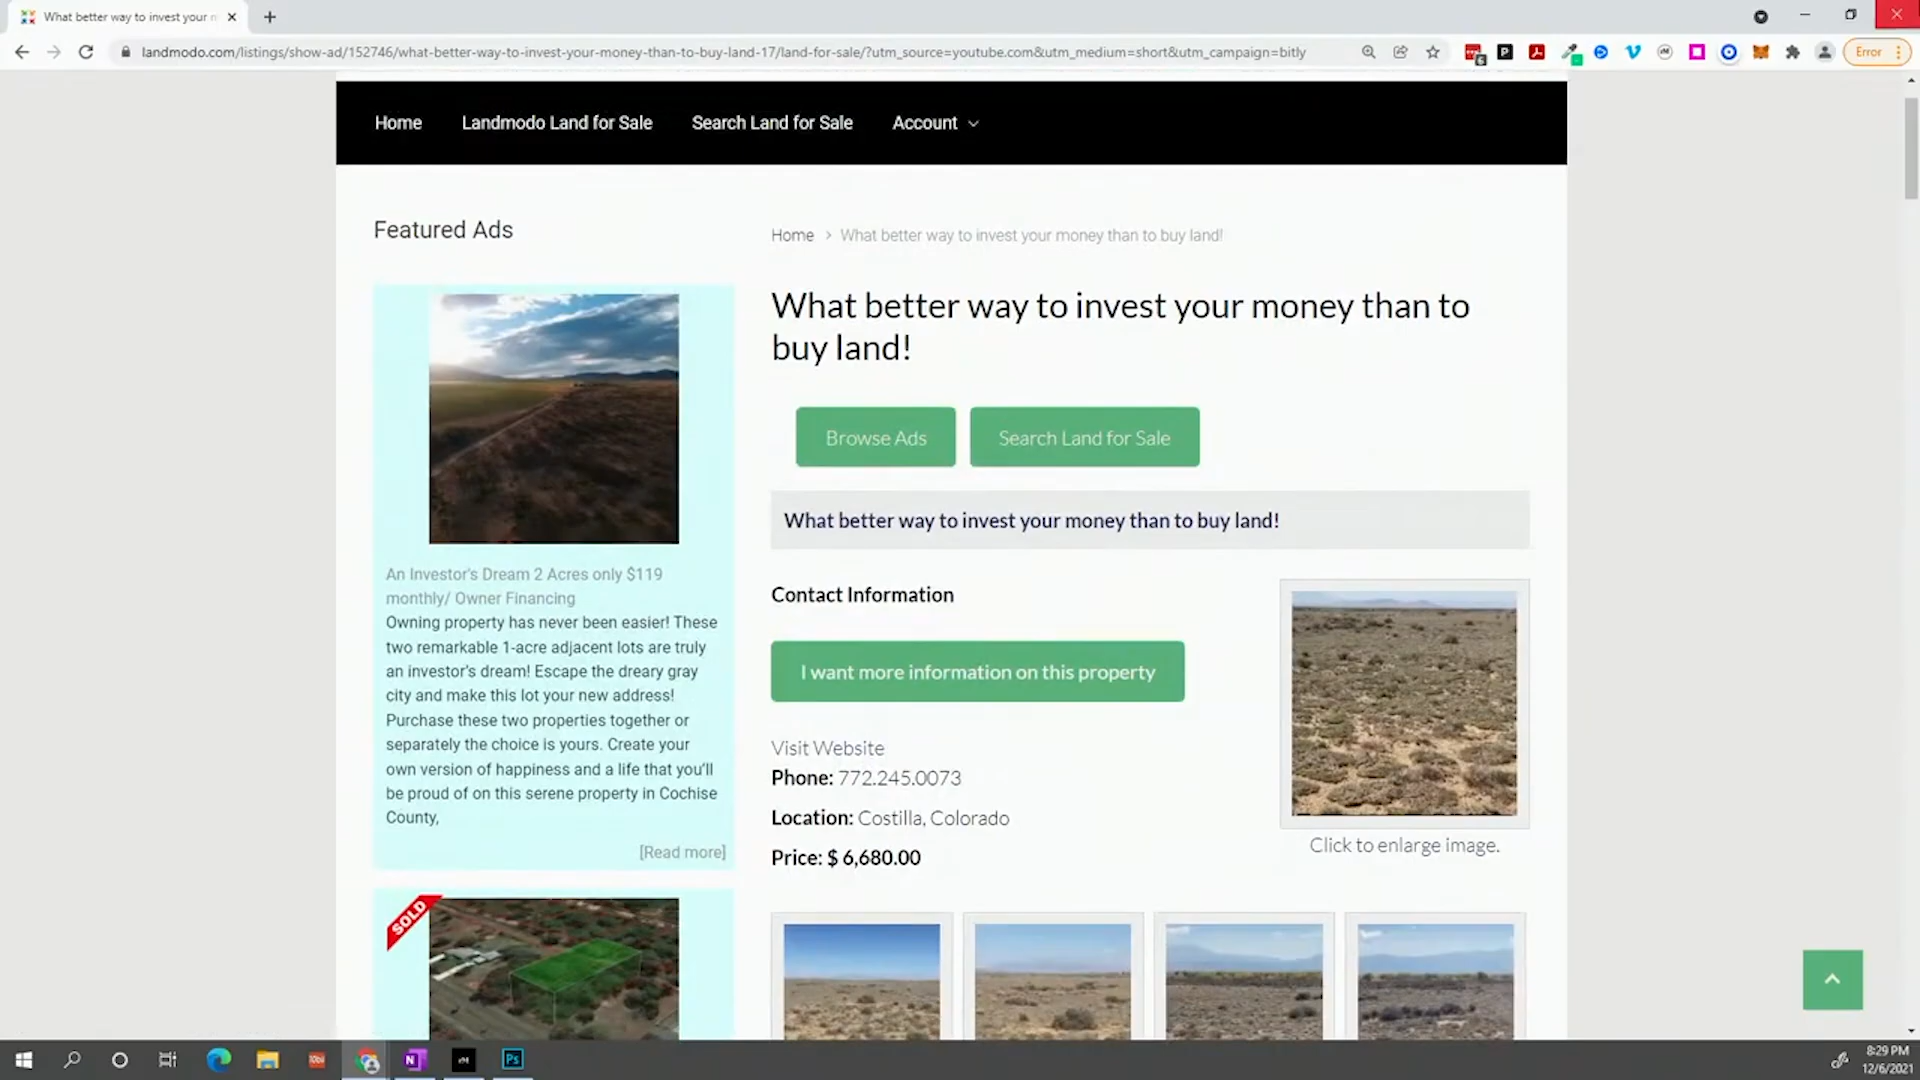 What better way to invest your n
landmodo.com/listings/show-ad/152746/what-better-way-to-invest-your-money-than-to-buy-land-17/land-for-sale/?utm_source=youtube.com&utm_medium=short&utm_campaign=bitly
Error
Home
Landmodo Land for Sale
Search Land for Sale
Account
Featured Ads
Home > What better way to invest your money than to buy land!
What better way to invest your money than to
buy land!
Browse Ads
Search Land for Sale
What better way to invest your money than to buy land!
An Investor's Dream 2 Acres only $119
monthly/ Owner Financing
Owning property has never been easier! These
two remarkable 1-acre adjacent lots are truly
an investor's dream! Escape the dreary gray
city and make this lot your new address!
Purchase these two properties together or
separately the choice is yours. Create your
own version of happiness and a life that you'll
be proud of on this serene property in Cochise
County,
[Read more]
SOLD
Contact Information
I want more information on this property
Visit Website
Phone: 772.245.0073
Location: Costilla, Colorado
Price: $ 6,680.00
Click to enlarge image.
Ps
8:29 PM
12/6/2021